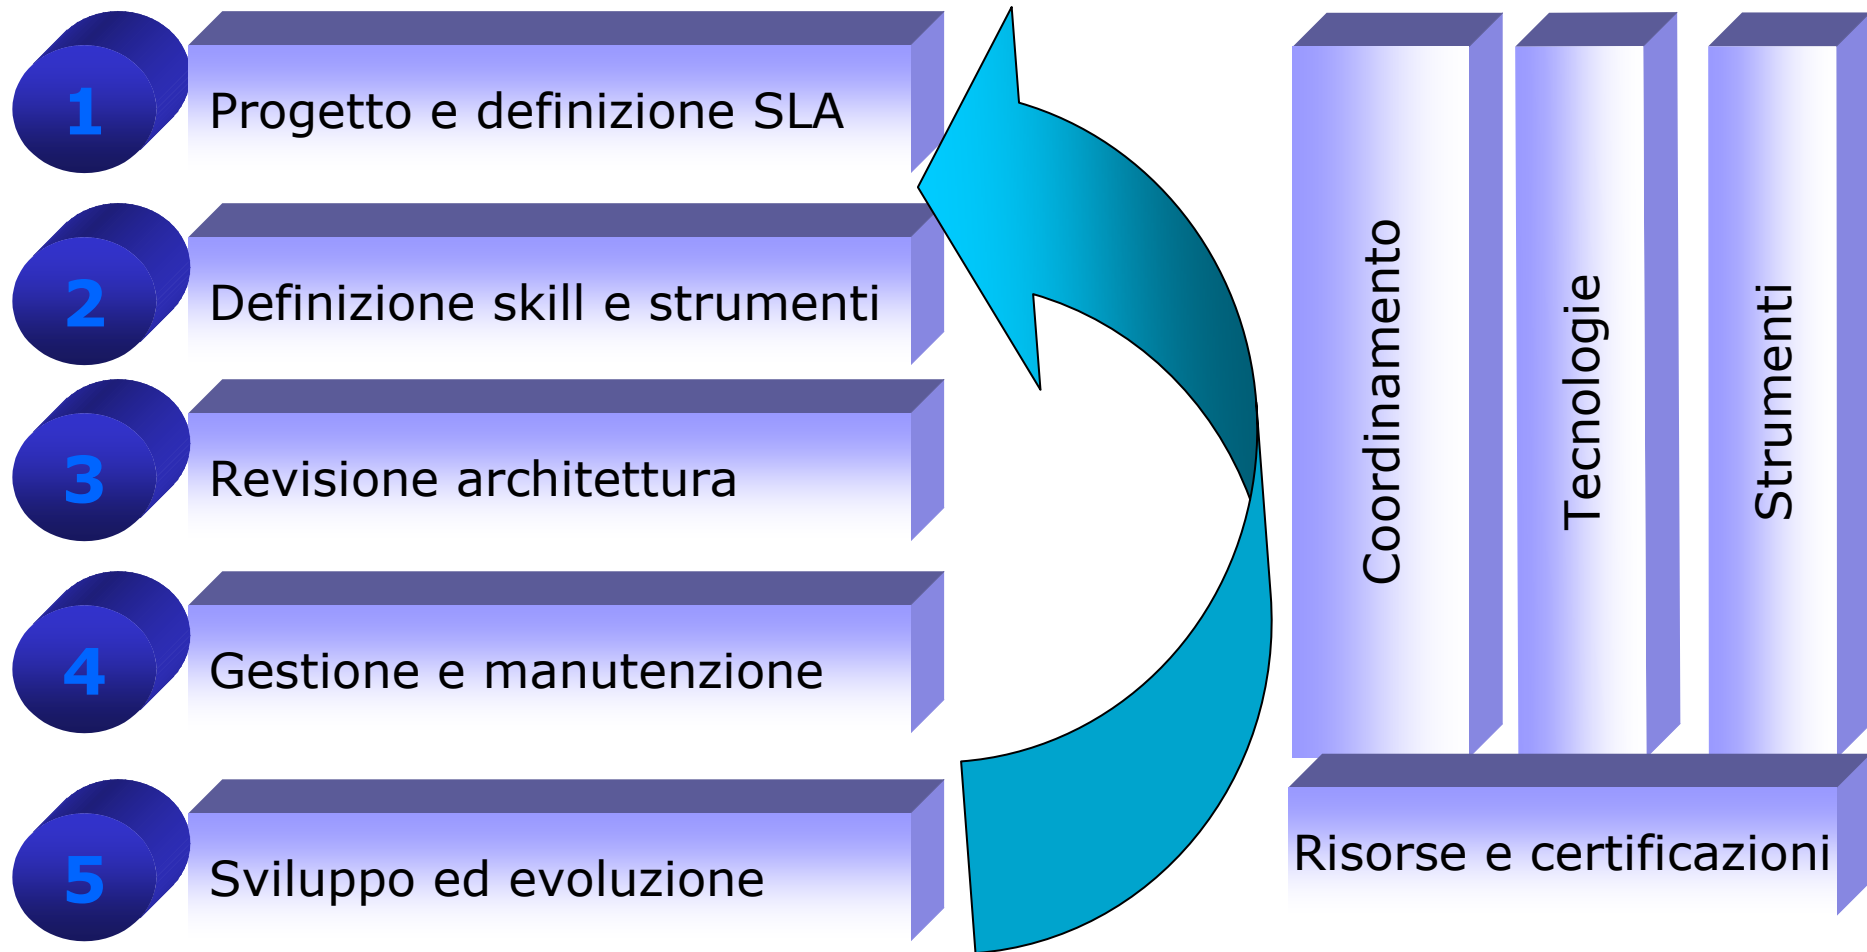 1
Progetto e definizione SLA
2
Definizione skill e strumenti
3
Revisione architettura
4
Gestione e manutenzione
5
Sviluppo ed evoluzione
Coordinamento
Tecnologie
Strumenti
Risorse e certificazioni